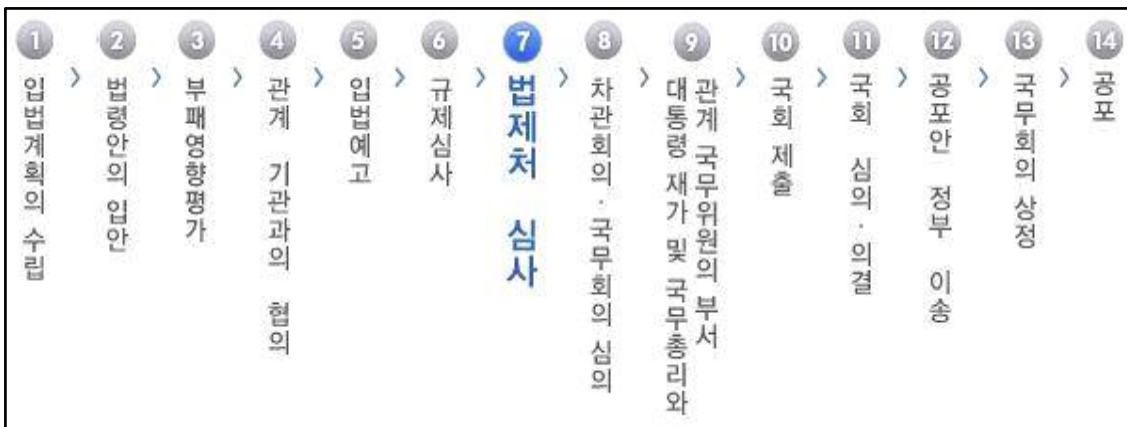 1
입법계획의 수립
2
법령안의 입안
3
부패영향평가
4
관계 기관과의 협의
5
입법예고
6
규제심사
7
법제처 심사
8
차관회의·국무회의 심의
9
대통령 재가 및 국무총리와
관계 국무위원의 부서
10
국회 제출
11
국회 심의·의결
12
공포안 정부 이송
13
국무회의 상정
14
공포